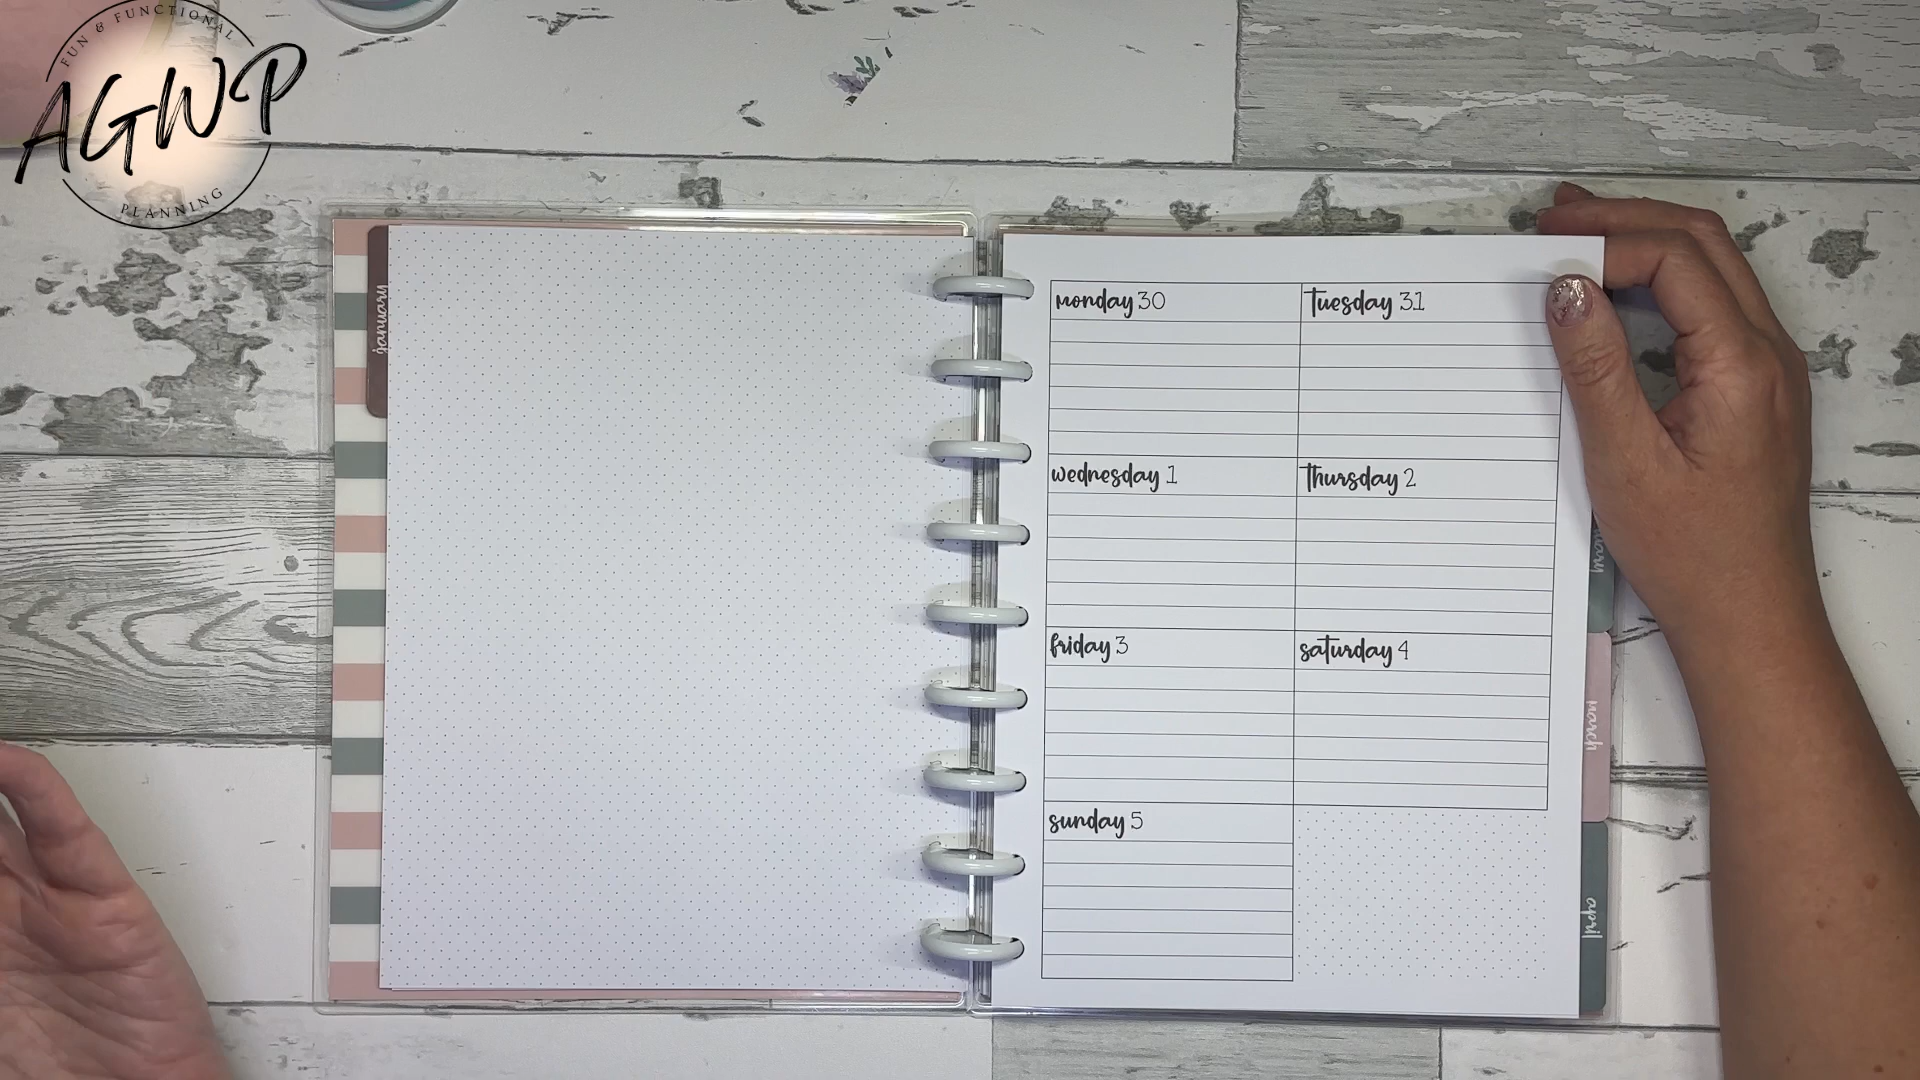 FUN & FUNCTIONAL
AGWP
PLANNING
january
monday 30
tuesday 31
wednesday 1
thursday 2
friday 3
saturday 4
sunday 5
march
april